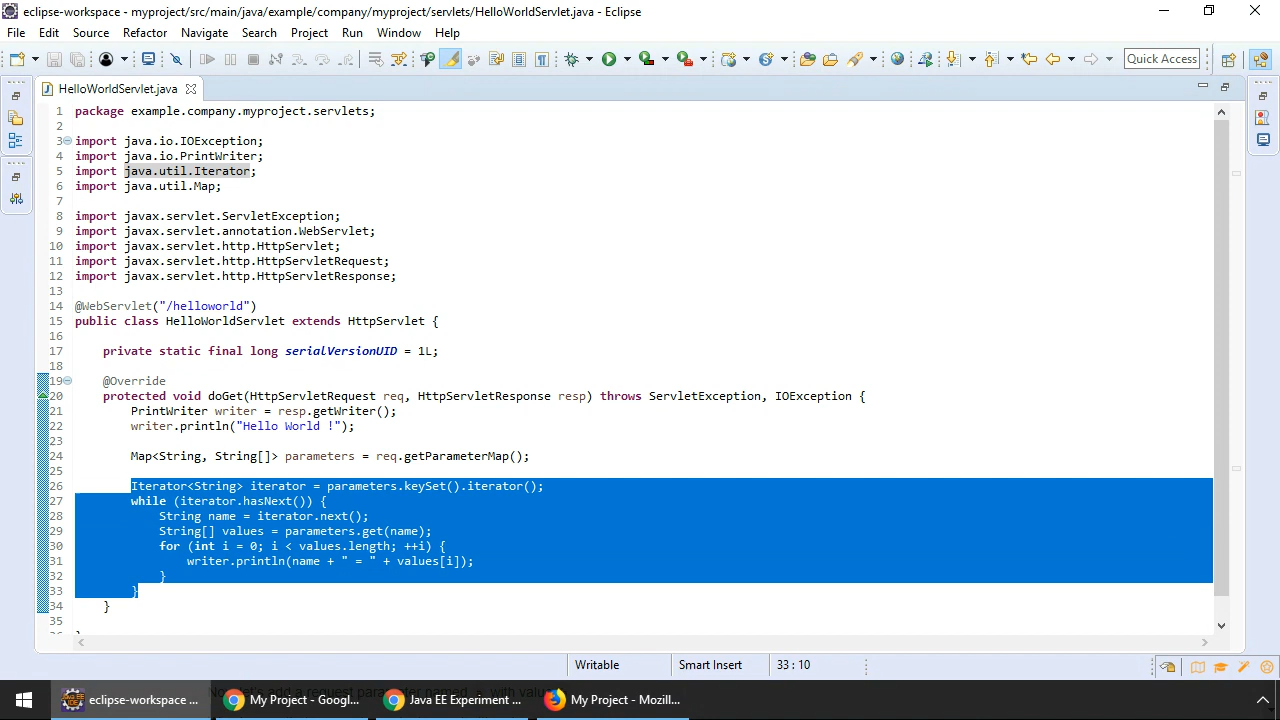 eclipse-workspace - myproject/src/main/java/example/company/myproject/servlets/HelloWorldServlet.java - Eclipse
File Edit Source Refactor Navigate Search Project Run Window Help
Quick Access
HelloWorldServlet.java
1 package example.company.myproject.servlets;
2
3 import java.io.IOException;
4 import java.io.PrintWriter;
5 import java.util.Iterator;
6 import java.util.Map;
7
8 import javax.servlet.ServletException;
9 import javax.servlet.annotation.WebServlet;
10 import javax.servlet.http.HttpServlet;
11 import javax.servlet.http.HttpServletRequest;
12 import javax.servlet.http.HttpServletResponse;
13
14 @WebServlet("/helloworld")
15 public class HelloWorldServlet extends HttpServlet {
16
17 private static final long serialVersionUID = 1L;
18
19 @Override
20 protected void doGet(HttpServletRequest req, HttpServletResponse resp) throws ServletException, IOException {
21 PrintWriter writer = resp.getWriter();
22 writer.println("Hello World !");
23
24 Map<String, String[]> parameters = req.getParameterMap();
25
26 Iterator<String> iterator = parameters.keySet().iterator();
27 while (iterator.hasNext()) {
28 String name = iterator.next();
29 String[] values = parameters.get(name);
30 for (int i = 0; i < values.length; ++i) {
31 writer.println(name + " = " + values[i]);
32 }
33 }
34 }
35
Writable Smart Insert 33 : 10
eclipse-workspace ... My Project - Googl... Java EE Experiment ... My Project - Mozill...